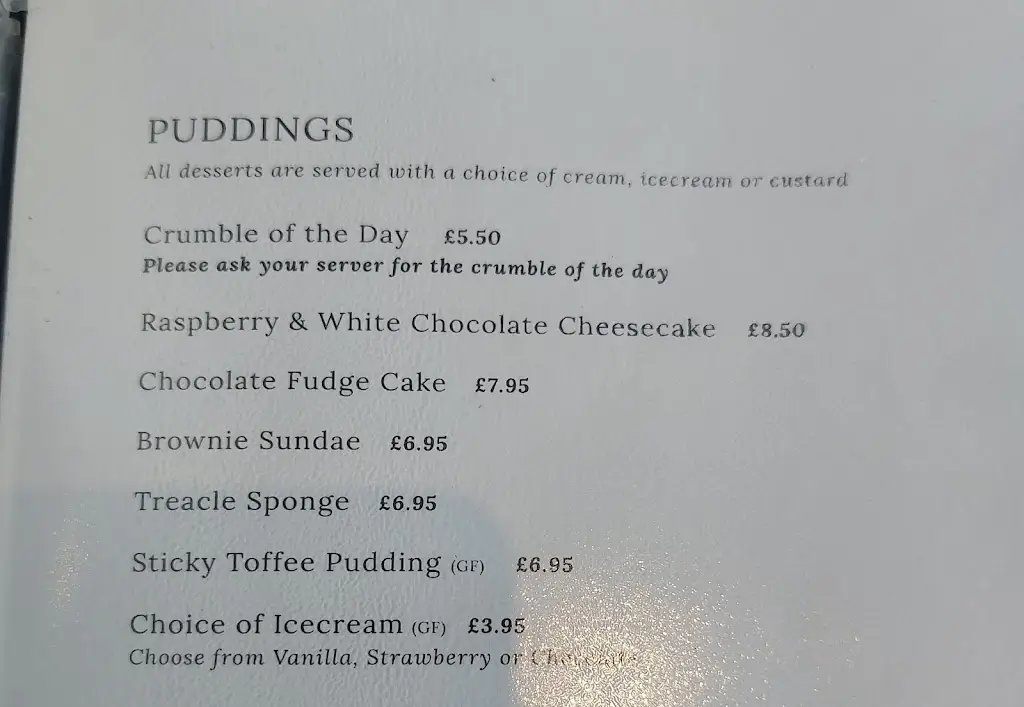 PUDDINGS
All desserts are served with a choice of cream, icecream or custard
Crumble of the Day £5.50
Please ask your server for the crumble of the day
Raspberry & White Chocolate Cheesecake £8.50
Chocolate Fudge Cake £7.95
Brownie Sundae £6.95
Treacle Sponge £6.95
Sticky Toffee Pudding (GF) £6.95
Choice of Icecream (GF) £3.95
Choose from Vanilla, Strawberry or Chocolate